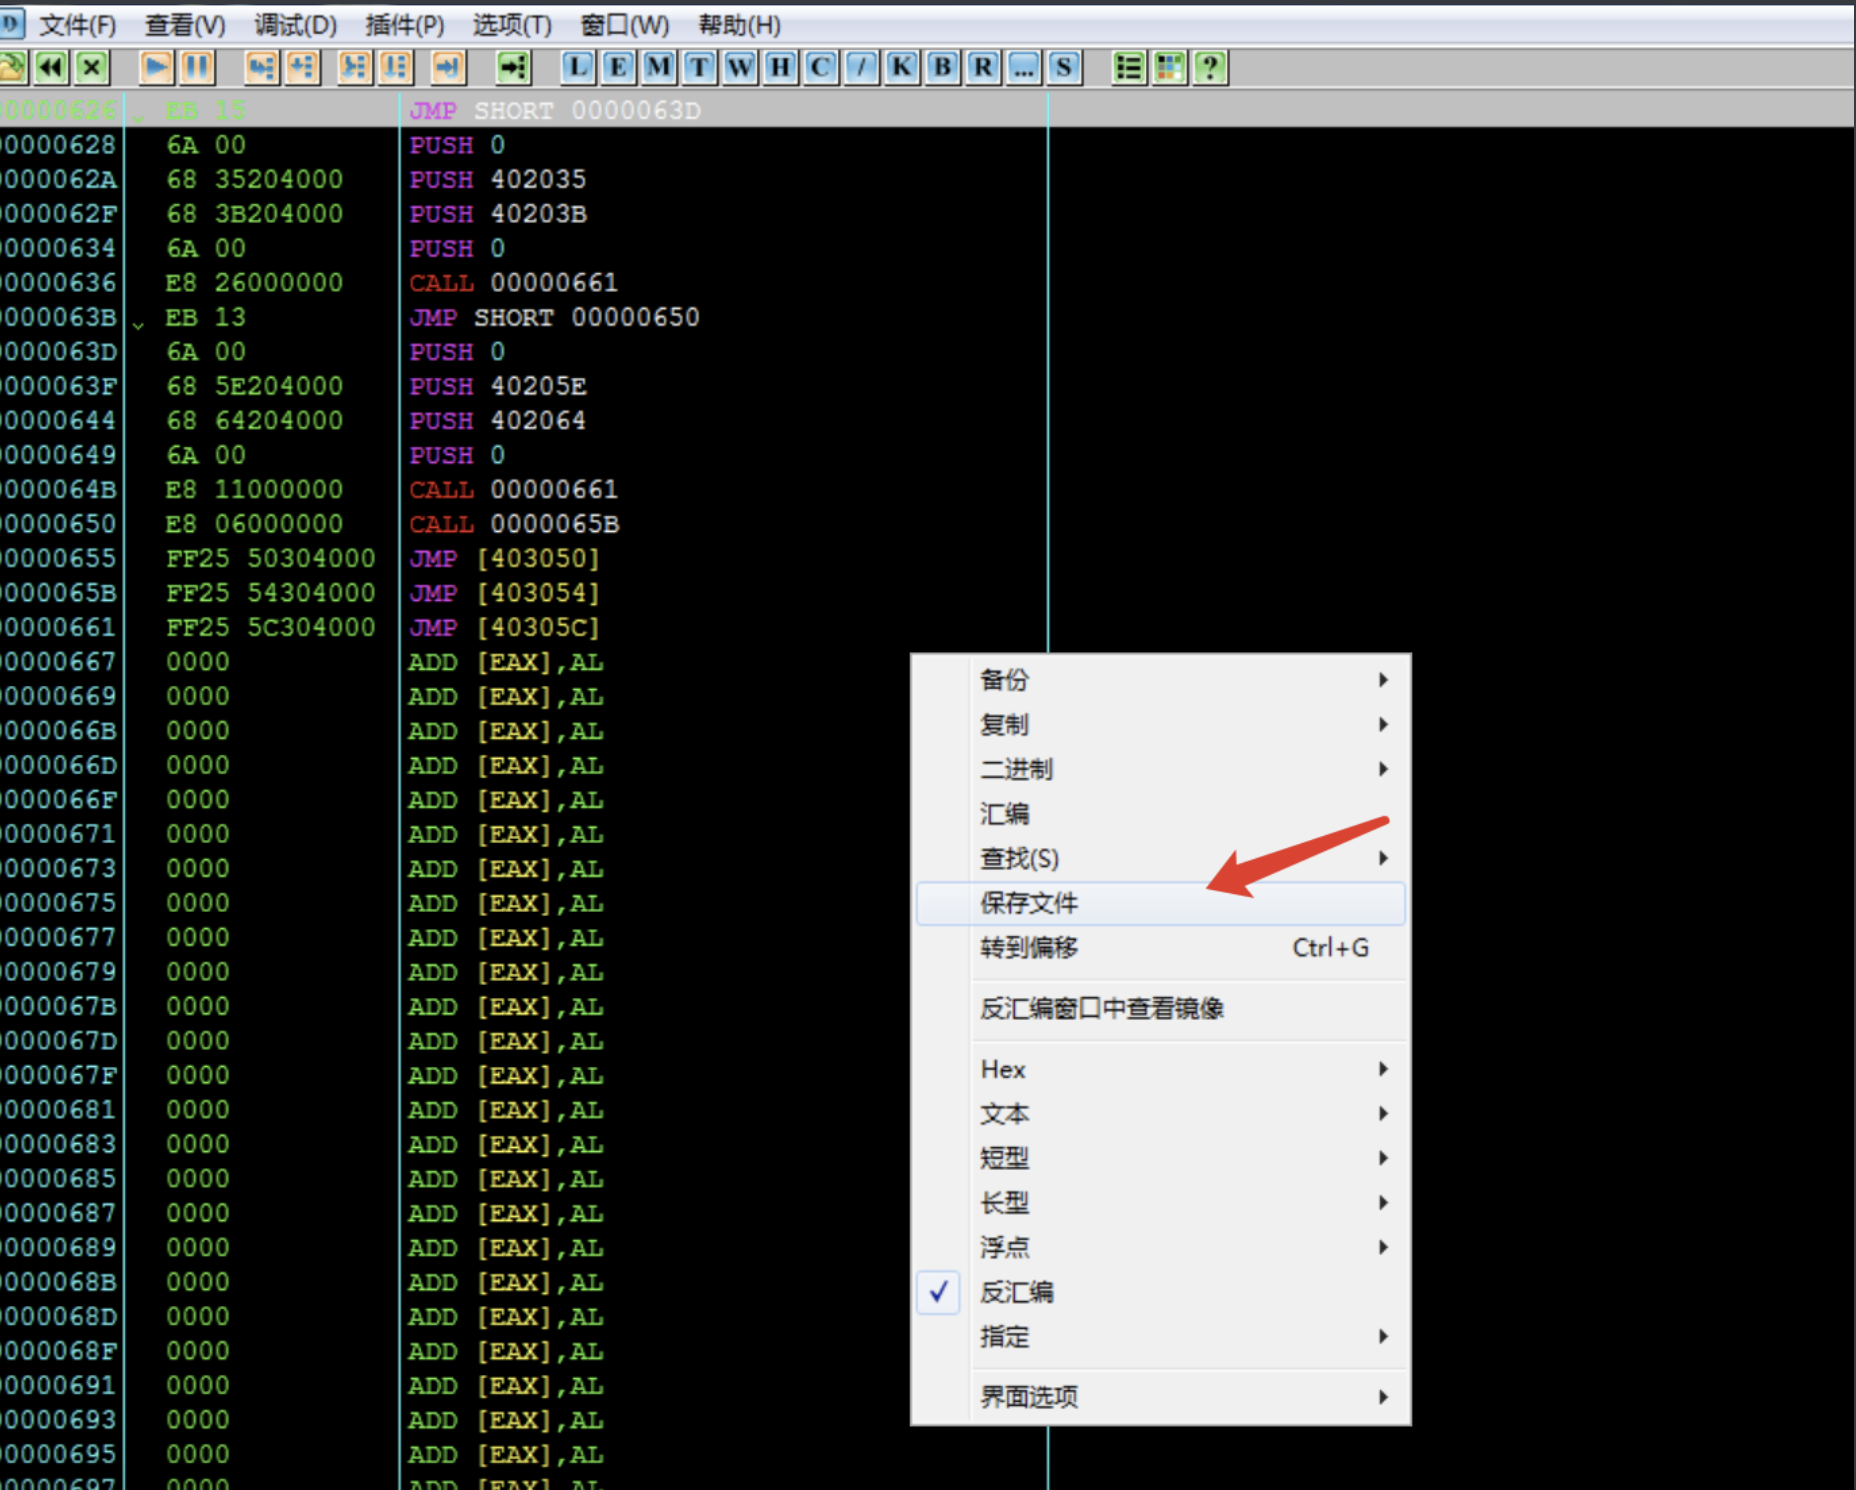 文件(F) 查看(V) 调试(D) 插件(P) 选项(T) 窗口(W) 帮助(H)
L E M T W H C / K B R ... S ?
00000626 EB 15 JMP SHORT 0000063D
00000628 6A 00 PUSH 0
0000062A 68 35204000 PUSH 402035
0000062F 68 3B204000 PUSH 40203B
00000634 6A 00 PUSH 0
00000636 E8 26000000 CALL 00000661
0000063B EB 13 JMP SHORT 00000650
0000063D 6A 00 PUSH 0
0000063F 68 5E204000 PUSH 40205E
00000644 68 64204000 PUSH 402064
00000649 6A 00 PUSH 0
0000064B E8 11000000 CALL 00000661
00000650 E8 06000000 CALL 0000065B
00000655 FF25 50304000 JMP [403050]
0000065B FF25 54304000 JMP [403054]
00000661 FF25 5C304000 JMP [40305C]
00000667 0000 ADD [EAX],AL
00000669 0000 ADD [EAX],AL
0000066B 0000 ADD [EAX],AL
0000066D 0000 ADD [EAX],AL
0000066F 0000 ADD [EAX],AL
00000671 0000 ADD [EAX],AL
00000673 0000 ADD [EAX],AL
00000675 0000 ADD [EAX],AL
00000677 0000 ADD [EAX],AL
00000679 0000 ADD [EAX],AL
0000067B 0000 ADD [EAX],AL
0000067D 0000 ADD [EAX],AL
0000067F 0000 ADD [EAX],AL
00000681 0000 ADD [EAX],AL
00000683 0000 ADD [EAX],AL
00000685 0000 ADD [EAX],AL
00000687 0000 ADD [EAX],AL
00000689 0000 ADD [EAX],AL
0000068B 0000 ADD [EAX],AL
0000068D 0000 ADD [EAX],AL
0000068F 0000 ADD [EAX],AL
00000691 0000 ADD [EAX],AL
00000693 0000 ADD [EAX],AL
00000695 0000 ADD [EAX],AL
00000697 0000 ADD [EAX],AL
备份
复制
二进制
汇编
查找(S)
保存文件
转到偏移 Ctrl+G
反汇编窗口中查看镜像
Hex
文本
短型
长型
浮点
反汇编
指定
界面选项